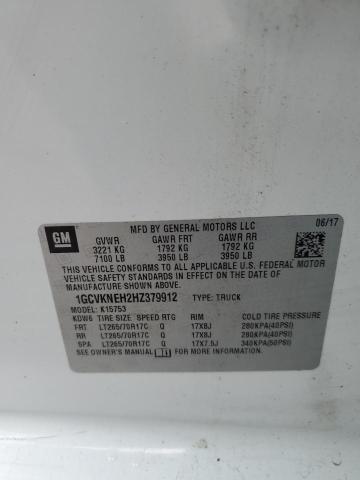 GM
MFD BY GENERAL MOTORS LLC
06/17
GVWR GAWR FRT GAWR RR
3221 KG 1792 KG 1792 KG
7100 LB 3950 LB 3950 LB
THIS VEHICLE CONFORMS TO ALL APPLICABLE U.S. FEDERAL MOTOR
VEHICLE SAFETY STANDARDS IN EFFECT ON THE DATE OF
MANUFACTURE SHOWN ABOVE.
1GCVKNEH2HZ379912 TYPE: TRUCK
MODEL: K15753
KDW6 TIRE SIZE SPEED RTG RIM COLD TIRE PRESSURE
FRT LT265/70R17C Q 17X8J 280KPA(40PSI)
RR LT265/70R17C Q 17X8J 280KPA(40PSI)
SPA LT265/70R17C Q 17X7.5J 340KPA(50PSI)
SEE OWNER'S MANUAL FOR MORE INFORMATION